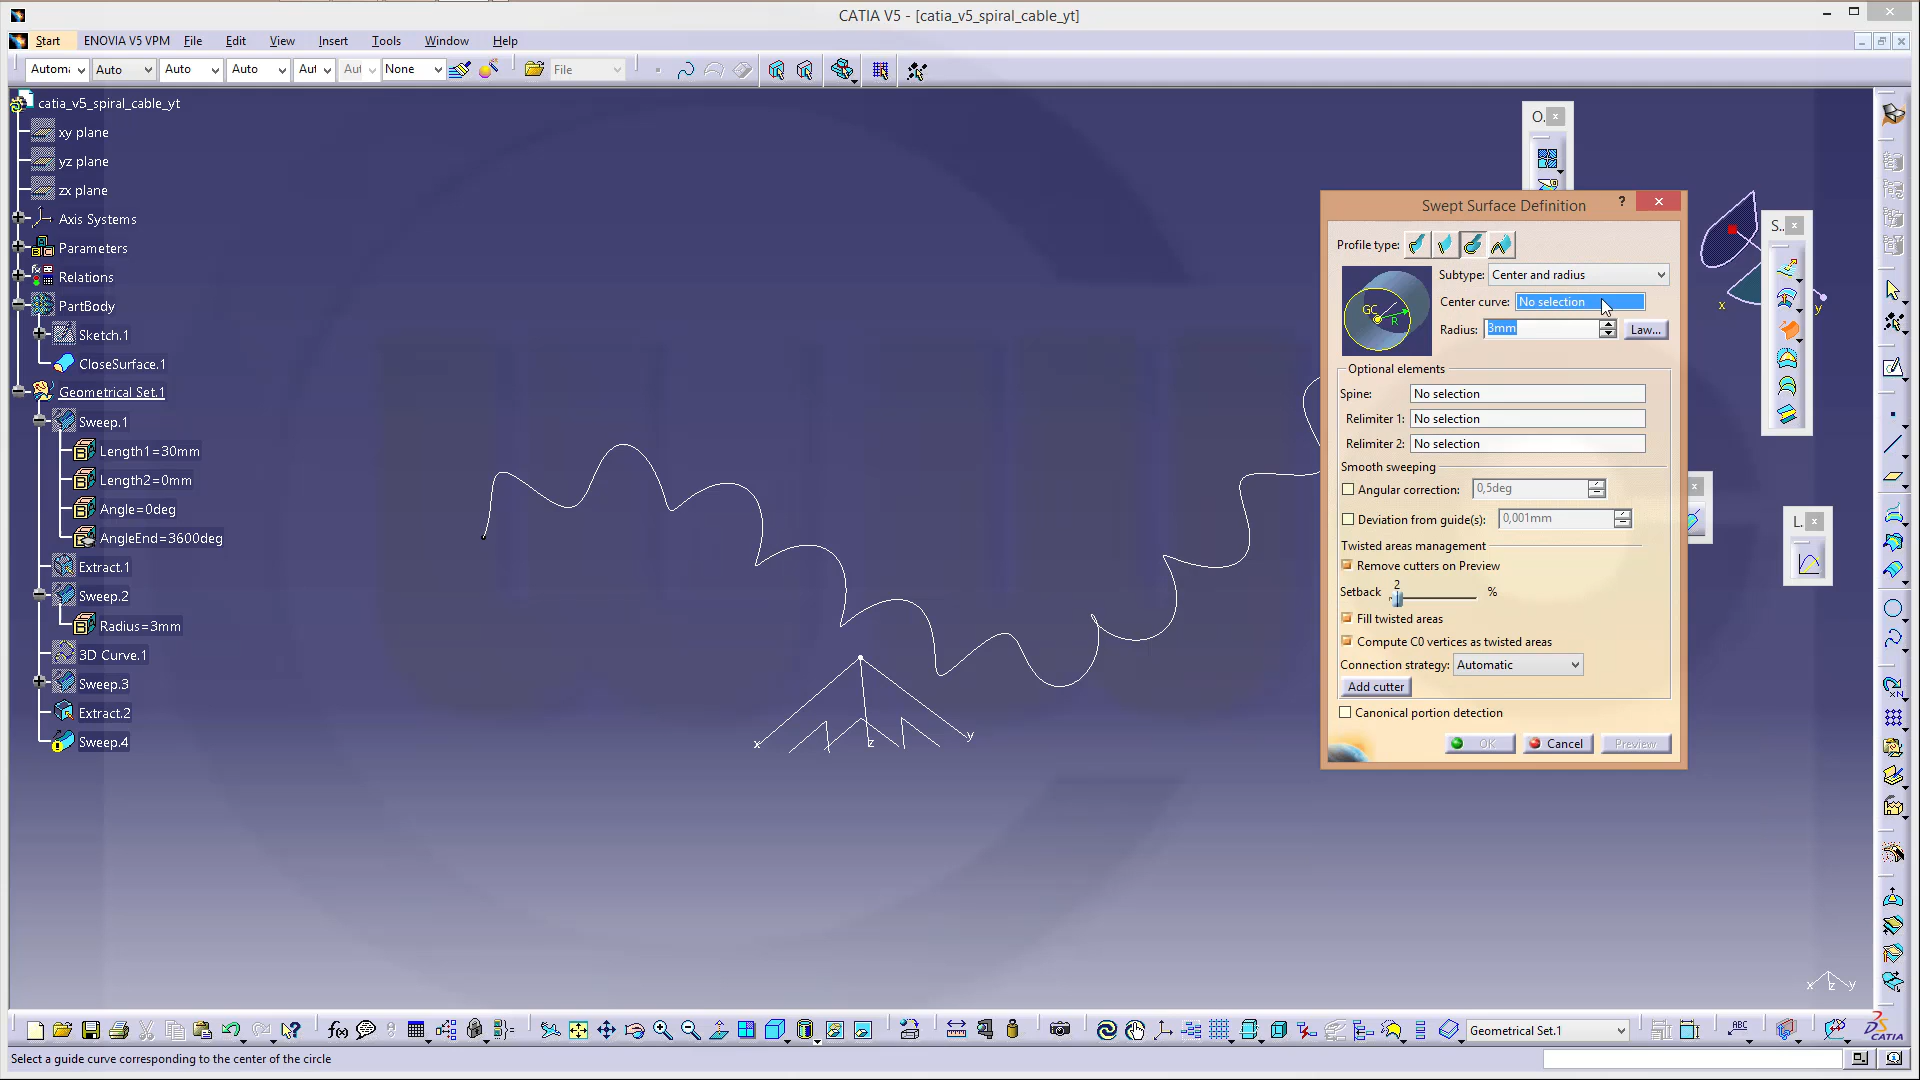 CATIA V5 - [catia_v5_spiral_cable_yt]
Start ENOVIA V5 VPM File Edit View Insert Tools Window Help
Autom Auto Auto Auto Aut Aut None File
catia_v5_spiral_cable_yt
xy plane
yz plane
zx plane
Axis Systems
Parameters
Relations
PartBody
Sketch.1
CloseSurface.1
Geometrical Set.1
Sweep.1
Length1=30mm
Length2=0mm
Angle=0deg
AngleEnd=3600deg
Extract.1
Sweep.2
Radius=3mm
3D Curve.1
Sweep.3
Extract.2
Sweep.4
x
z
y
O.
S..
L.
x
y
Swept Surface Definition
?
Profile type:
Subtype: Center and radius
Center curve: No selection
Radius: 3mm Law...
GC
R
Optional elements
Spine: No selection
Relimiter 1: No selection
Relimiter 2: No selection
Smooth sweeping
Angular correction: 0,5deg
Deviation from guide(s): 0,001mm
Twisted areas management
Remove cutters on Preview
2
Setback %
Fill twisted areas
Compute C0 vertices as twisted areas
Connection strategy: Automatic
Add cutter
Canonical portion detection
OK Cancel Preview
x z y
f(x) Geometrical Set.1 ABC
CATIA
Select a guide curve corresponding to the center of the circle